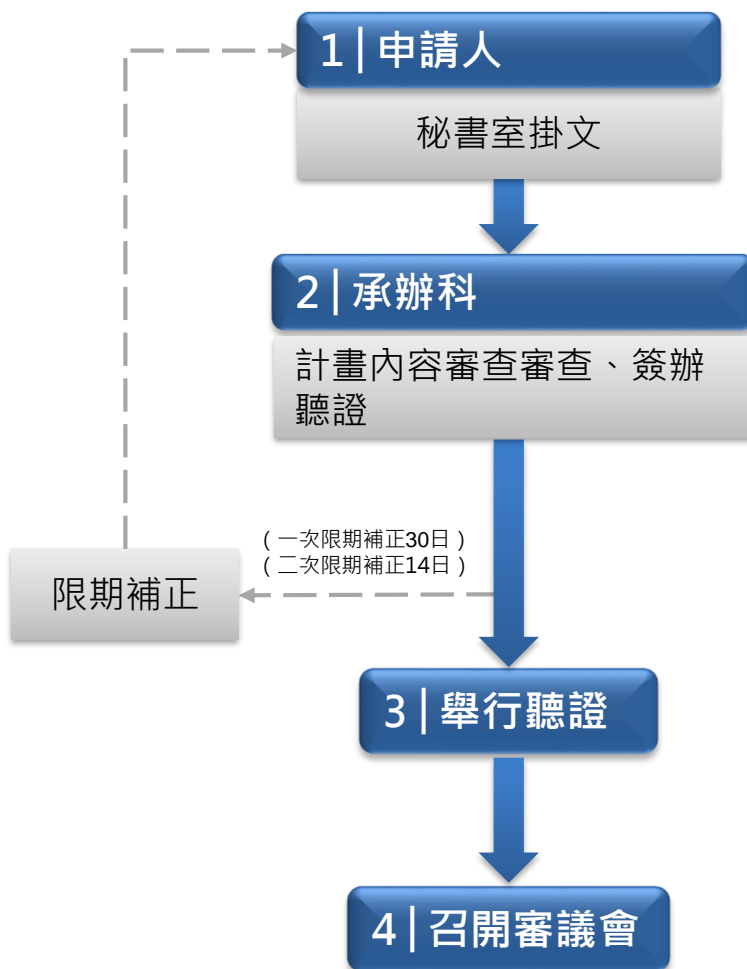 1|申請人
秘書室掛文
2|承辦科
計畫內容審查審查、簽辦
聽證
(一次限期補正30日)
(二次限期補正14日)
限期補正
3|舉行聽證
4|召開審議會